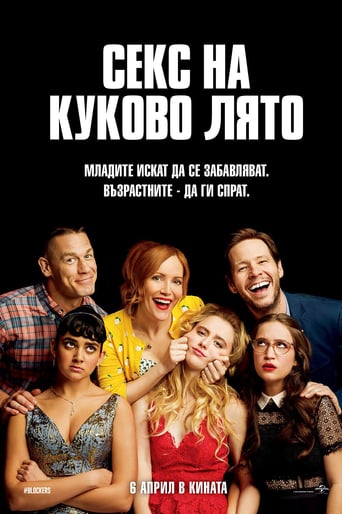 СЕКС НА
КУКОВО ЛЯТО
МЛАДИТЕ ИСКАТ ДА СЕ ЗАБАВЛЯВАТ.
ВЪЗРАСТНИТЕ - ДА ГИ СПРАТ.
#BLOCKERS
6 АПРИЛ В КИНАТА